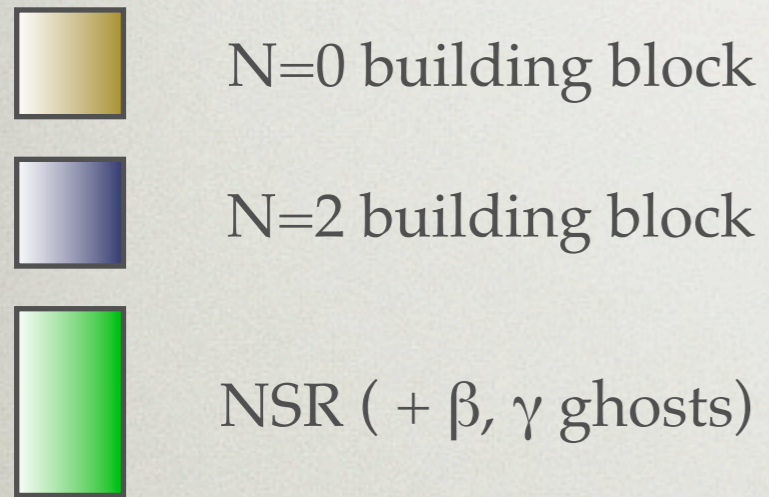 N=0 building block
N=2 building block
NSR ( + β, γ ghosts)